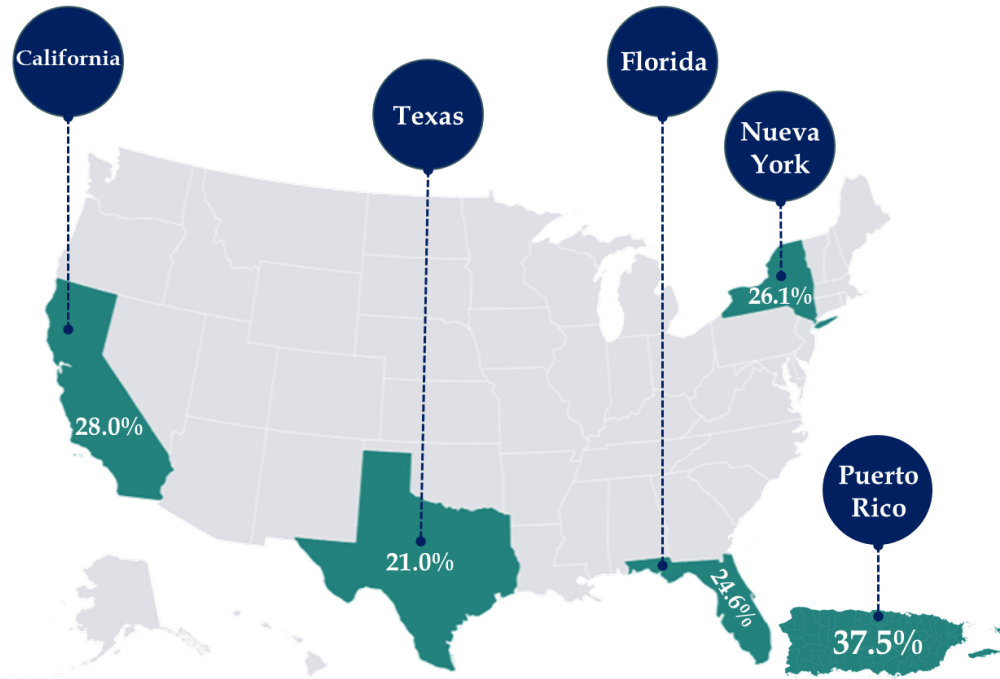 California
28.0%
Texas
21.0%
Florida
24.6%
Nueva
York
26.1%
Puerto
Rico
37.5%